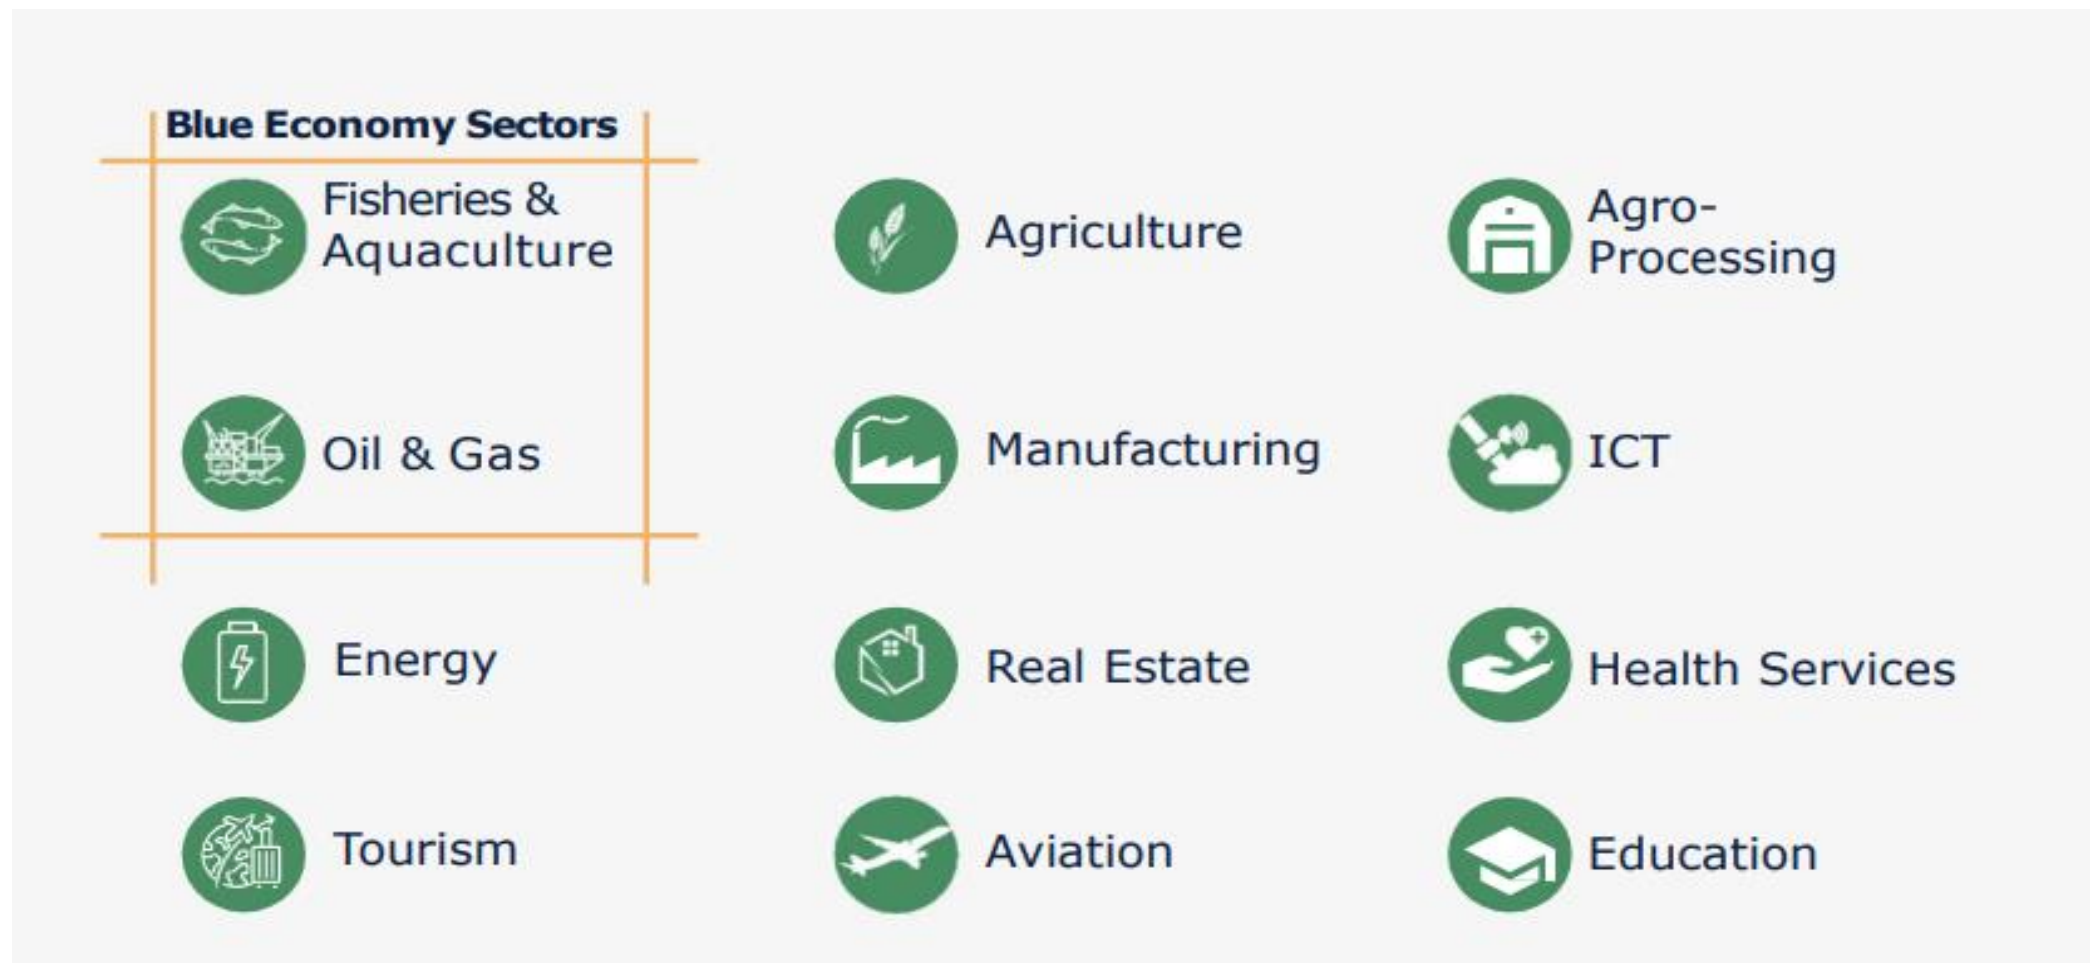 Blue Economy Sectors
Fisheries &
Aquaculture
Agriculture
Agro-
Processing
Oil & Gas
Manufacturing
ICT
Energy
Real Estate
Health Services
Tourism
Aviation
Education